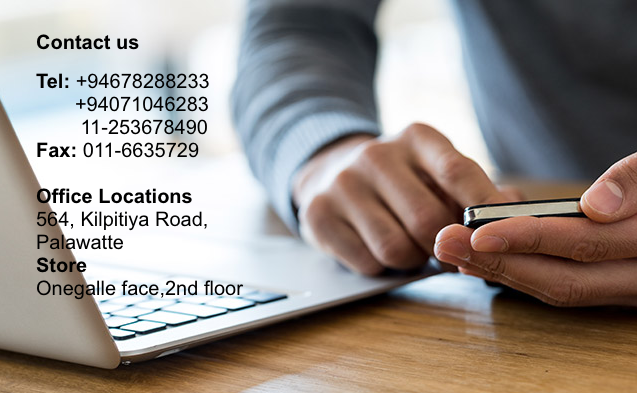 Contact us
Tel: +94678288233
+94071046283
11-253678490
Fax: 011-6635729
Office Locations
564, Kilpitiya Road,
Palawatte
Store
Onegalle face,2nd floor